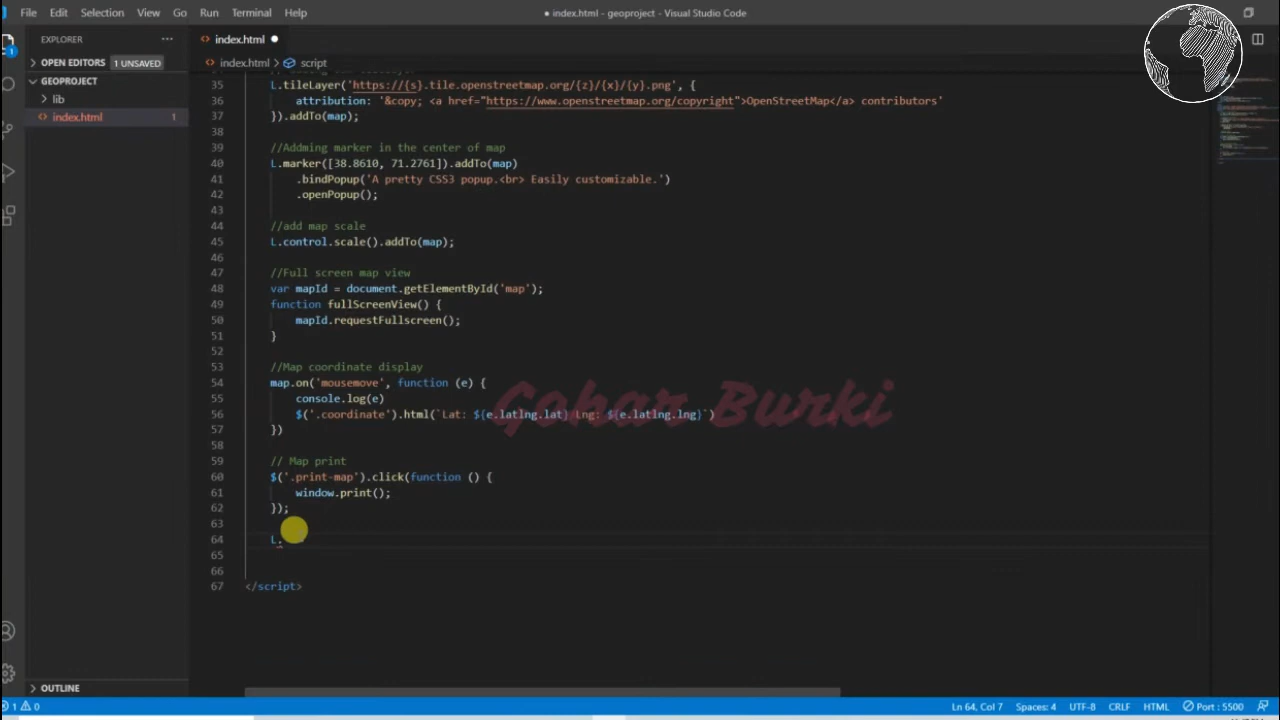 File Edit Selection View Go Run Terminal Help
● index.html - geoproject - Visual Studio Code
EXPLORER ...
index.html ●
OPEN EDITORS 1 UNSAVED
index.html > script
GEOPROJECT
lib
index.html 1
35 L.tileLayer('https://{s}.tile.openstreetmap.org/{z}/{x}/{y}.png', {
36 attribution: '&copy; <a href="https://www.openstreetmap.org/copyright">OpenStreetMap</a> contributors'
37 }).addTo(map);
38
39 //Adming marker in the center of map
40 L.marker([38.8610, 71.2761]).addTo(map)
41 .bindPopup('A pretty CSS3 popup.<br> Easily customizable.')
42 .openPopup();
43
44 //add map scale
45 L.control.scale().addTo(map);
46
47 //Full screen map view
48 var mapId = document.getElementById('map');
49 function fullScreenView() {
50 mapId.requestFullscreen();
51 }
52
53 //Map coordinate display
54 map.on('mousemove', function (e) {
55 console.log(e)
56 $('.coordinate').html(`Lat: ${e.latlng.lat} Lng: ${e.latlng.lng}`)
57 })
58
59 // Map print
60 $('.print-map').click(function () {
61 window.print();
62 });
63
64 L.
65
66
67 </script>
Gohar Burki
OUTLINE
1 0
Ln 64, Col 7 Spaces: 4 UTF-8 CRLF HTML Port : 5500